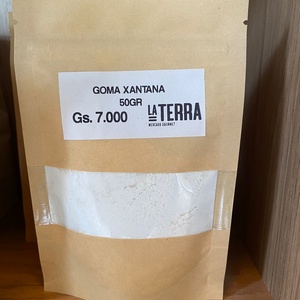 GOMA XANTANA
50GR
Gs. 7.000
LA TERRA
MERCADO GOURMET